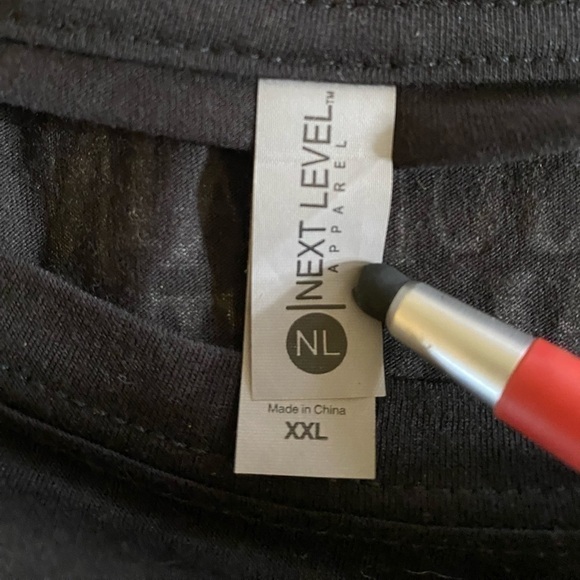 NEXT LEVEL™
APPAREL
NL
Made in China
XXL